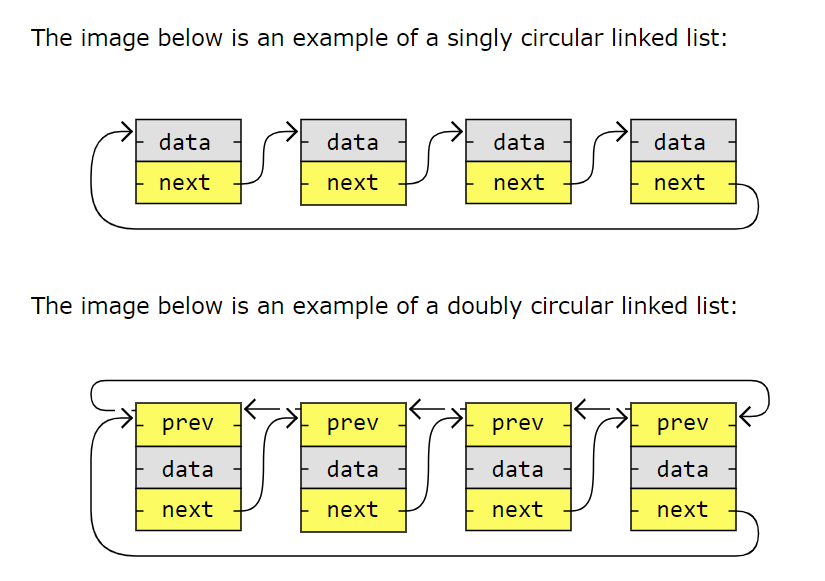 The image below is an example of a singly circular linked list:
data data data data
next next next next
The image below is an example of a doubly circular linked list:
prev prev prev prev
data data data data
next next next next